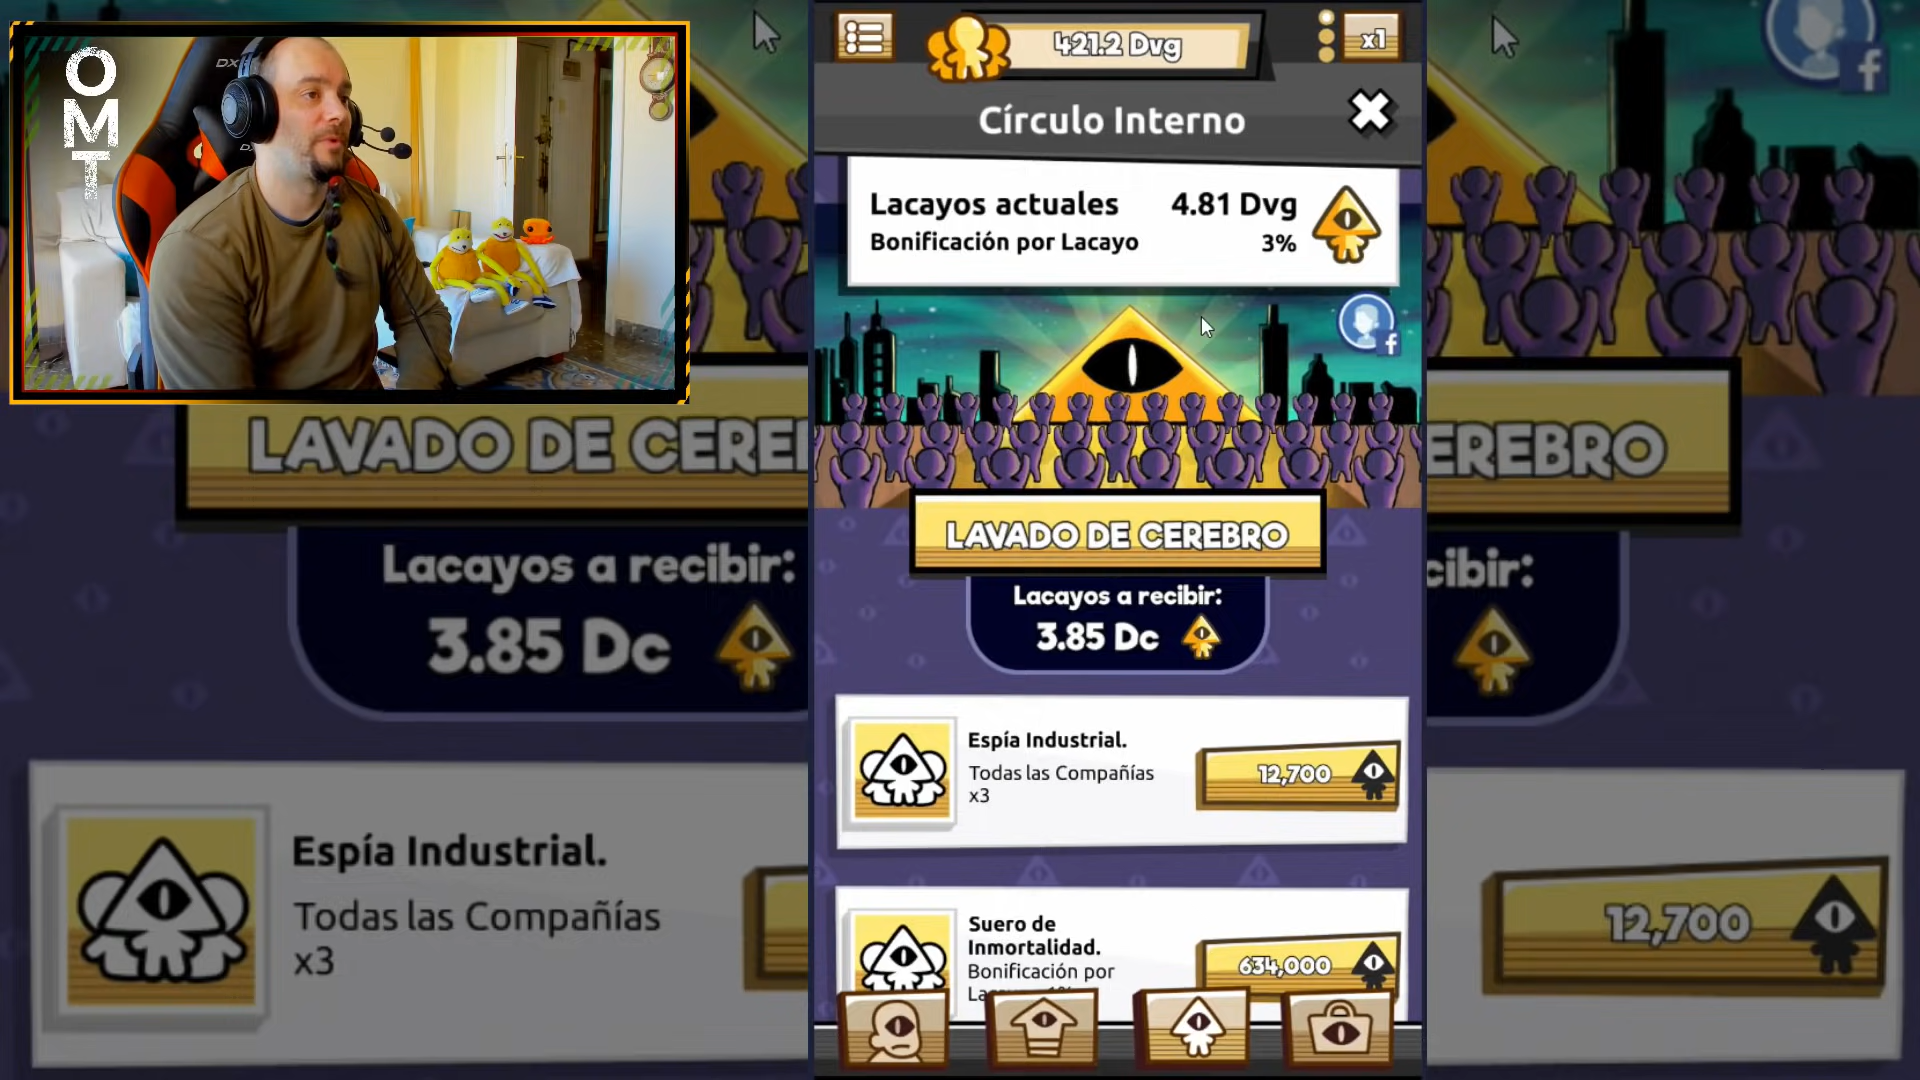 O
M
T
DX
421.2 Dvg
x1
Círculo Interno
Lacayos actuales 4.81 Dvg
Bonificación por Lacayo 3%
f
f
LAVADO DE CEREBRO
Lacayos a recibir:
3.85 Dc
Espía Industrial.
Todas las Compañías
x3
12,700
Suero de
Inmortalidad.
Bonificación por
634,000
LAVADO DE CERE
Lacayos a recibir:
3.85 Dc
Espía Industrial.
Todas las Compañías
x3
EREBRO
cibir:
12,700